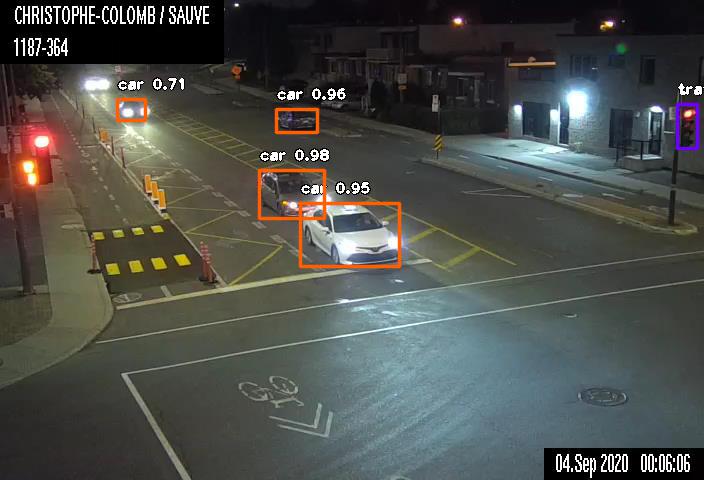 CHRISTOPHE-COLOMB / SAUVE
1187-364
car 0.71
car 0.96
tra
car 0.98
car 0.95
04.Sep 2020 00:06:06